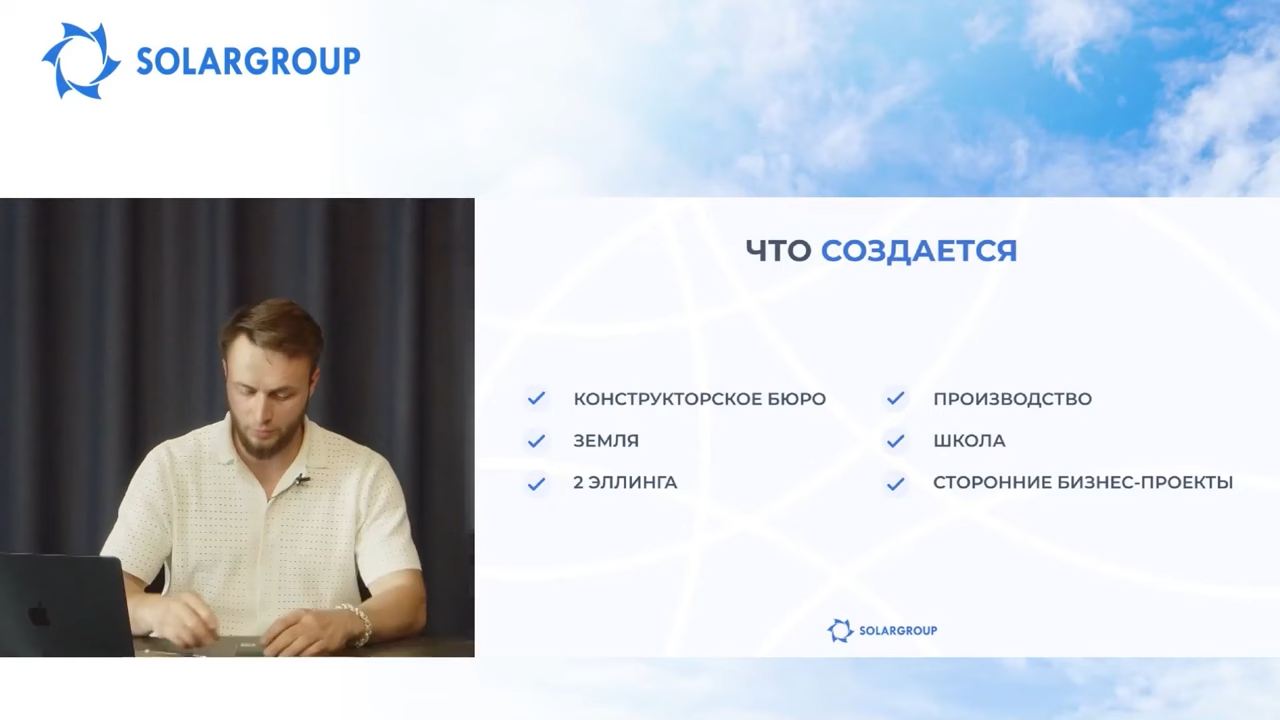 SOLARGROUP
ЧТО СОЗДАЕТСЯ
КОНСТРУКТОРСКОЕ БЮРО
ЗЕМЛЯ
2 ЭЛЛИНГА
ПРОИЗВОДСТВО
ШКОЛА
СТОРОННИЕ БИЗНЕС-ПРОЕКТЫ
SOLARGROUP